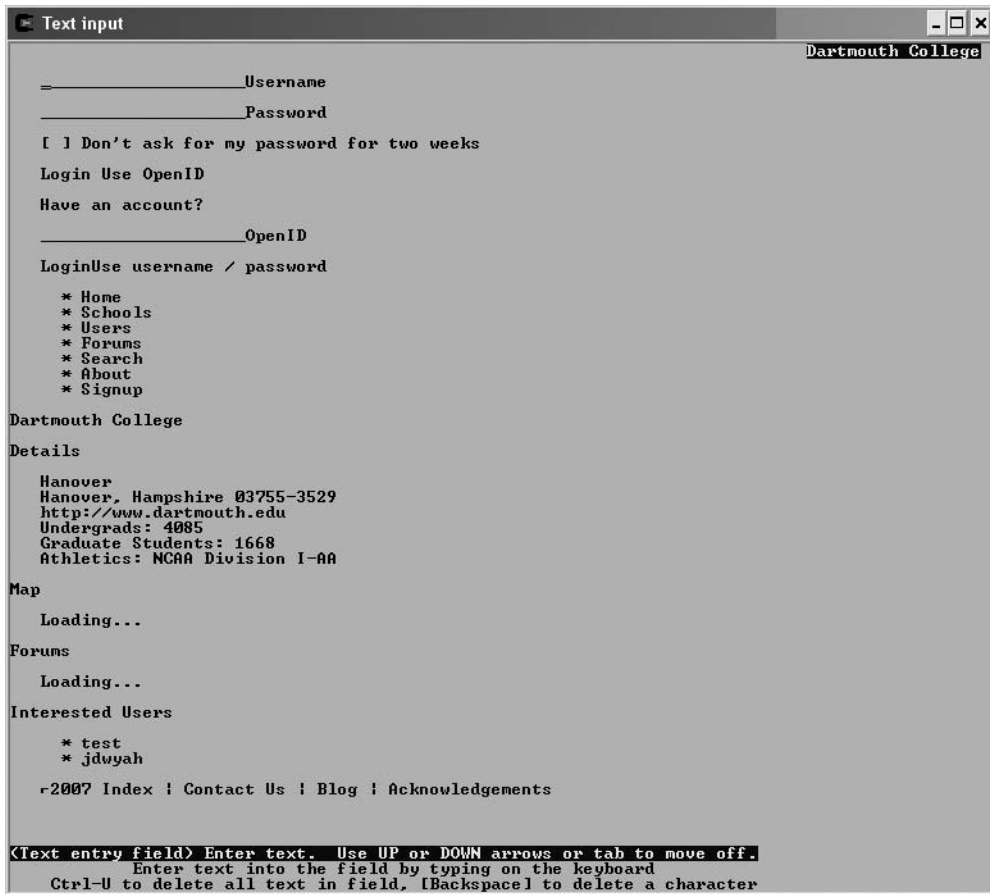 Text input
Dartmouth College
_____________________Username
_____________________Password
[ ] Don't ask for my password for two weeks
Login Use OpenID
Have an account?
_____________________OpenID
LoginUse username / password
* Home
* Schools
* Users
* Forums
* Search
* About
* Signup
Dartmouth College
Details
Hanover
Hanover, Hampshire 03755-3529
http://www.dartmouth.edu
Undergrads: 4085
Graduate Students: 1668
Athletics: NCAA Division I-AA
Map
Loading...
Forums
Loading...
Interested Users
* test
* jdwyah
⌐2007 Index ¦ Contact Us ¦ Blog ¦ Acknowledgements
(Text entry field) Enter text.  Use UP or DOWN arrows or tab to move off.
Enter text into the field by typing on the keyboard
Ctrl-U to delete all text in field, [Backspace] to delete a character